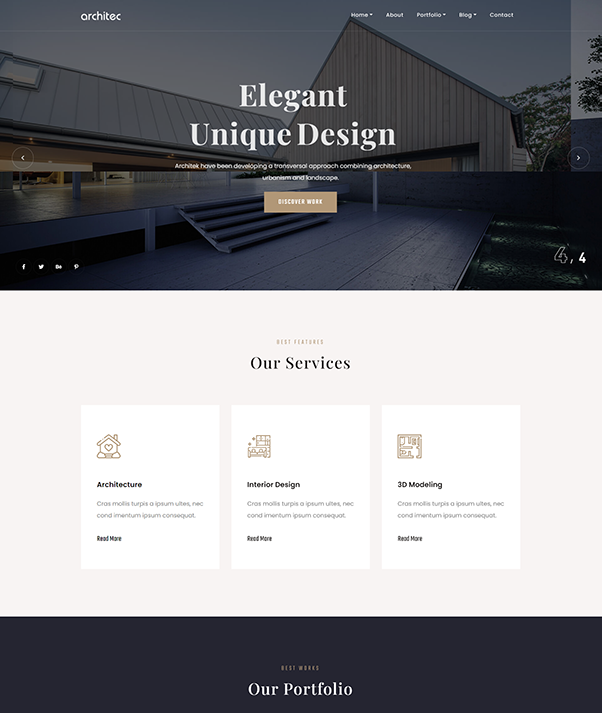 architec
Home About Portfolio Blog Contact
Elegant
Unique Design
Architek have been developing a transversal approach combining architecture,
urbanism and landscape.
DISCOVER WORK
4, 4
BEST FEATURES
Our Services
Architecture
Cras mollis turpis a ipsum ultes, nec
cond imentum ipsum consequat.
Read More
Interior Design
Cras mollis turpis a ipsum ultes, nec
cond imentum ipsum consequat.
Read More
3D Modeling
Cras mollis turpis a ipsum ultes, nec
cond imentum ipsum consequat.
Read More
BEST WORKS
Our Portfolio